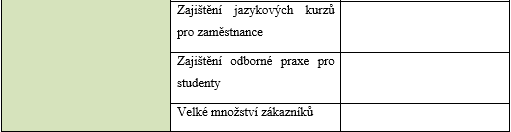 Zajištění jazykových kurzů
pro zaměstnance
Zajištění odborné praxe pro
studenty
Velké množství zákazníků